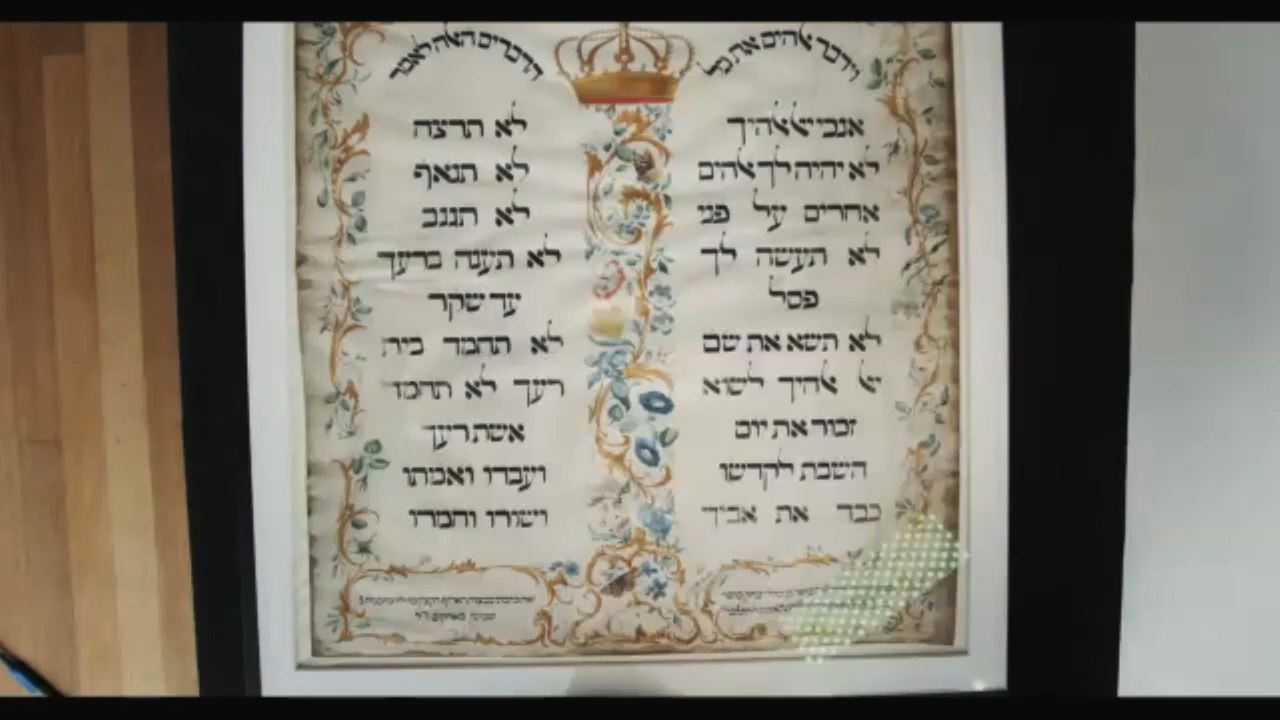 וידבר אלהים את כל
הדברים האלה לאמר
אנכי יי אלהיך
לא יהיה לך אלהים
אחרים על פני
לא תעשה לך
פסל
לא תשא את שם
יי אלהיך לשוא
זכור את יום
השבת לקדשו
כבד את אביך
לא תרצח
לא תנאף
לא תגנב
לא תענה ברעך
עד שקר
לא תחמד בית
רעך לא תחמד
אשת רעך
ועבדו ואמתו
ושורו וחמרו